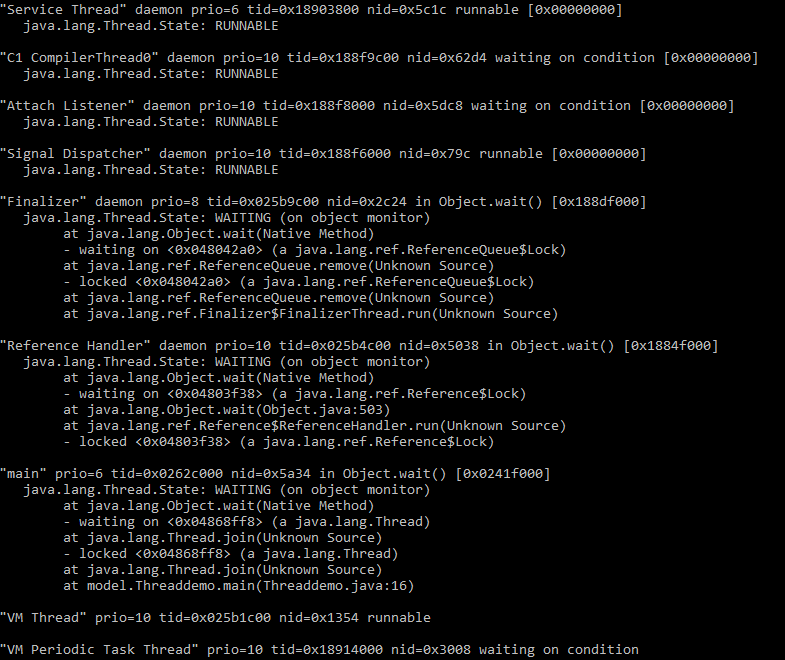 "Service Thread" daemon prio=6 tid=0x18903800 nid=0x5c1c runnable [0x00000000]
java.lang.Thread.State: RUNNABLE
"C1 CompilerThread0" daemon prio=10 tid=0x188f9c00 nid=0x62d4 waiting on condition [0x00000000]
java.lang.Thread.State: RUNNABLE
"Attach Listener" daemon prio=10 tid=0x188f8000 nid=0x5dc8 waiting on condition [0x00000000]
java.lang.Thread.State: RUNNABLE
"Signal Dispatcher" daemon prio=10 tid=0x188f6000 nid=0x79c runnable [0x00000000]
java.lang.Thread.State: RUNNABLE
"Finalizer" daemon prio=8 tid=0x025b9c00 nid=0x2c24 in Object.wait() [0x188df000]
java.lang.Thread.State: WAITING (on object monitor)
at java.lang.Object.wait(Native Method)
- waiting on <0x048042a0> (a java.lang.ref.ReferenceQueue$Lock)
at java.lang.ref.ReferenceQueue.remove(Unknown Source)
- locked <0x048042a0> (a java.lang.ref.ReferenceQueue$Lock)
at java.lang.ref.ReferenceQueue.remove(Unknown Source)
at java.lang.ref.Finalizer$FinalizerThread.run(Unknown Source)
"Reference Handler" daemon prio=10 tid=0x025b4c00 nid=0x5038 in Object.wait() [0x1884f000]
java.lang.Thread.State: WAITING (on object monitor)
at java.lang.Object.wait(Native Method)
- waiting on <0x04803f38> (a java.lang.ref.Reference$Lock)
at java.lang.Object.wait(Object.java:503)
at java.lang.ref.Reference$ReferenceHandler.run(Unknown Source)
- locked <0x04803f38> (a java.lang.ref.Reference$Lock)
"main" prio=6 tid=0x0262c000 nid=0x5a34 in Object.wait() [0x0241f000]
java.lang.Thread.State: WAITING (on object monitor)
at java.lang.Object.wait(Native Method)
- waiting on <0x04868ff8> (a java.lang.Thread)
at java.lang.Thread.join(Unknown Source)
- locked <0x04868ff8> (a java.lang.Thread)
at java.lang.Thread.join(Unknown Source)
at model.Threaddemo.main(Threaddemo.java:16)
"VM Thread" prio=10 tid=0x025b1c00 nid=0x1354 runnable
"VM Periodic Task Thread" prio=10 tid=0x18914000 nid=0x3008 waiting on condition